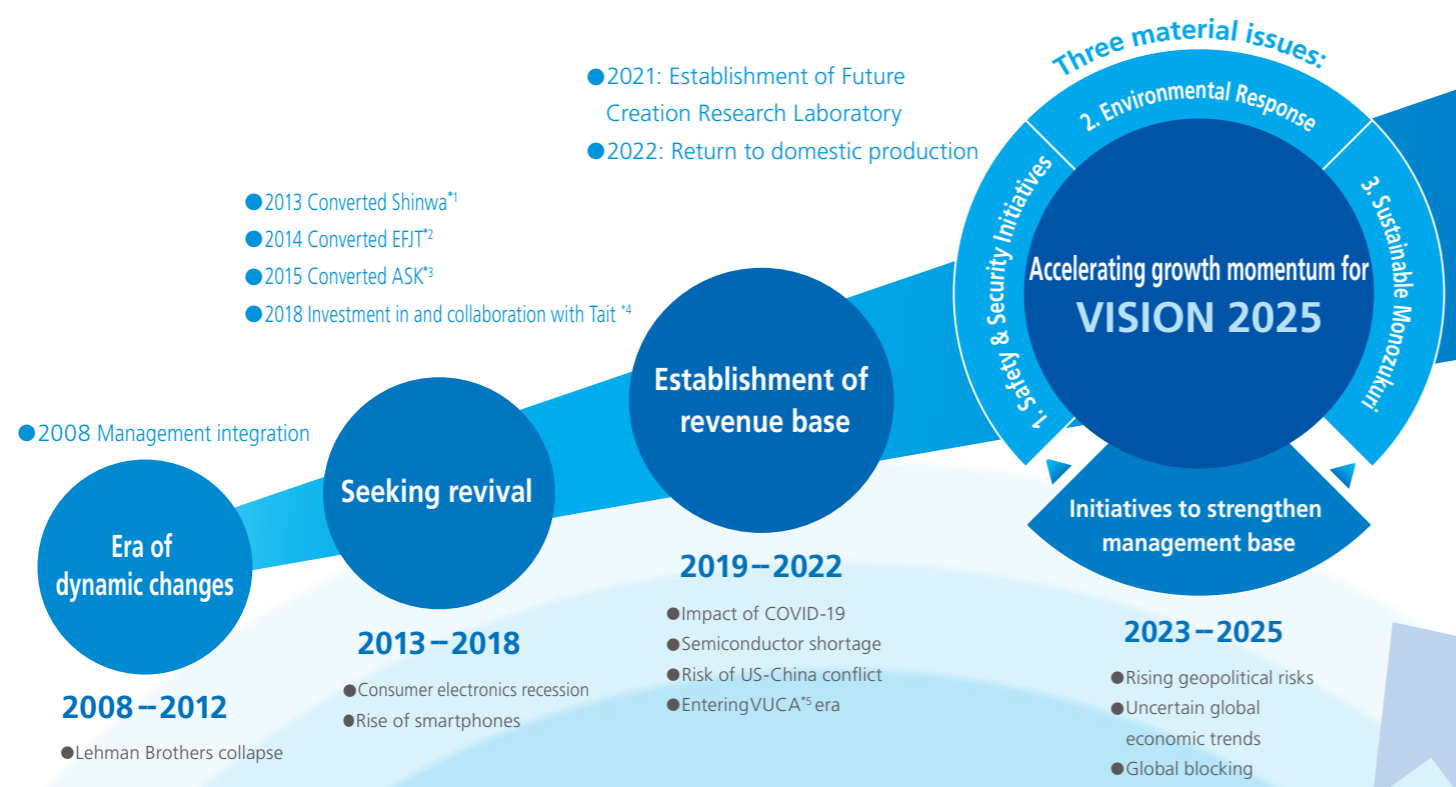 ●2008 Management integration
Era of
dynamic changes
2008–2012
●Lehman Brothers collapse
●2013 Converted Shinwa*1
●2014 Converted EFJT*2
●2015 Converted ASK*3
●2018 Investment in and collaboration with Tait *4
Seeking revival
2013–2018
●Consumer electronics recession
●Rise of smartphones
●2021: Establishment of Future
Creation Research Laboratory
●2022: Return to domestic production
Establishment of
revenue base
2019–2022
●Impact of COVID-19
●Semiconductor shortage
●Risk of US-China conflict
●Entering VUCA*5 era
Three material issues:
1. Safety & Security Initiatives
2. Environmental Response
3. Sustainable Monozukuri
Accelerating growth momentum for
VISION 2025
Initiatives to strengthen
management base
2023–2025
●Rising geopolitical risks
●Uncertain global
economic trends
●Global blocking